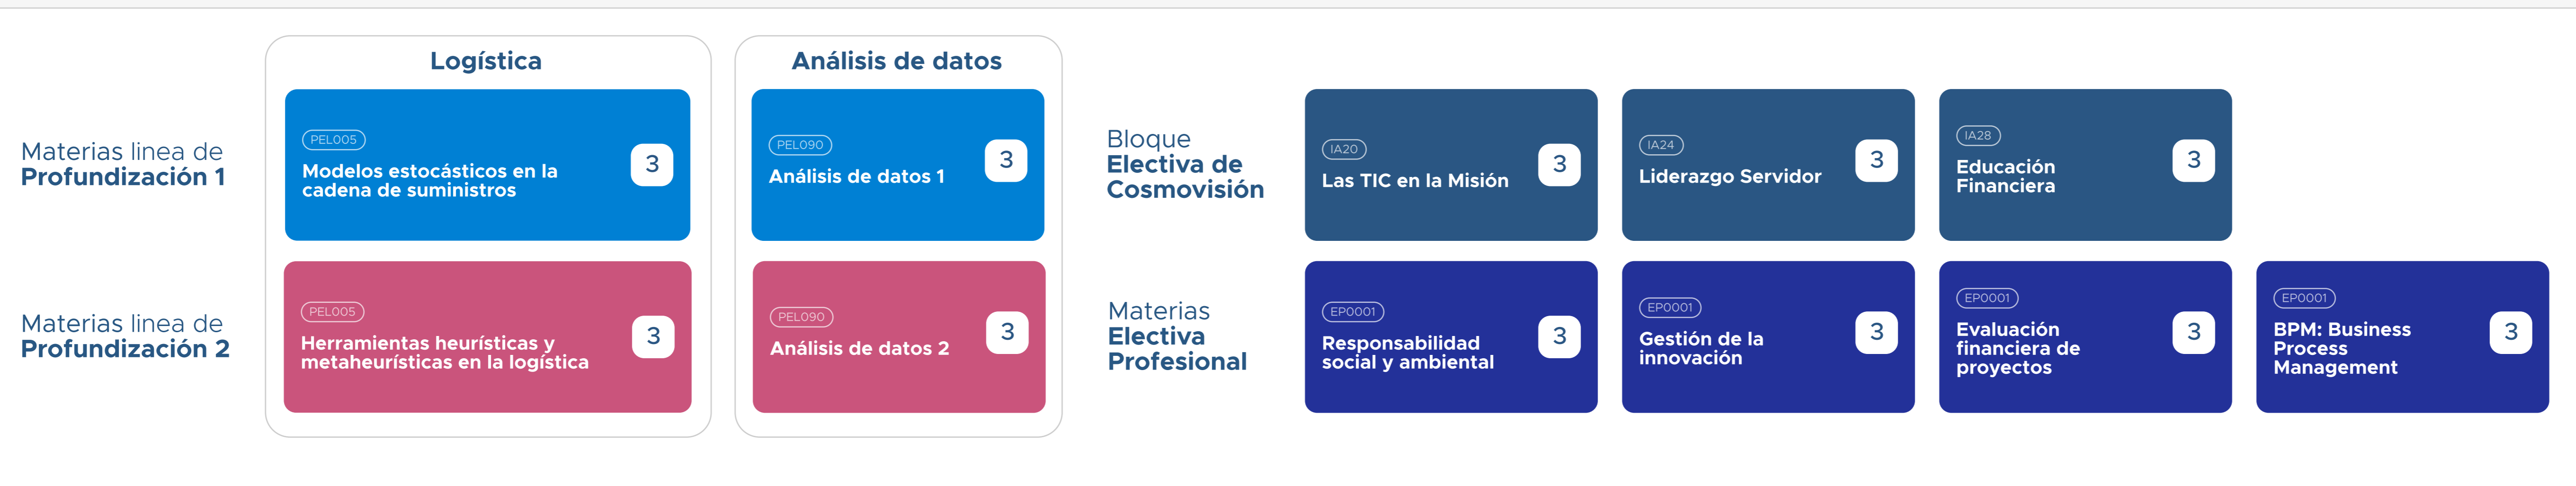 Logística
Materias linea de
Profundización 1
PEL005
Modelos estocásticos en la
cadena de suministros
3
Materias linea de
Profundización 2
PEL005
Herramientas heurísticas y
metaheurísticas en la logística
3
Análisis de datos
PEL090
Análisis de datos 1
3
PEL090
Análisis de datos 2
3
Bloque
Electiva de
Cosmovisión
IA20
Las TIC en la Misión
3
IA24
Liderazgo Servidor
3
IA28
Educación
Financiera
3
Materias
Electiva
Profesional
EP0001
Responsabilidad
social y ambiental
3
EP0001
Gestión de la
innovación
3
EP0001
Evaluación
financiera de
proyectos
3
EP0001
BPM: Business
Process
Management
3